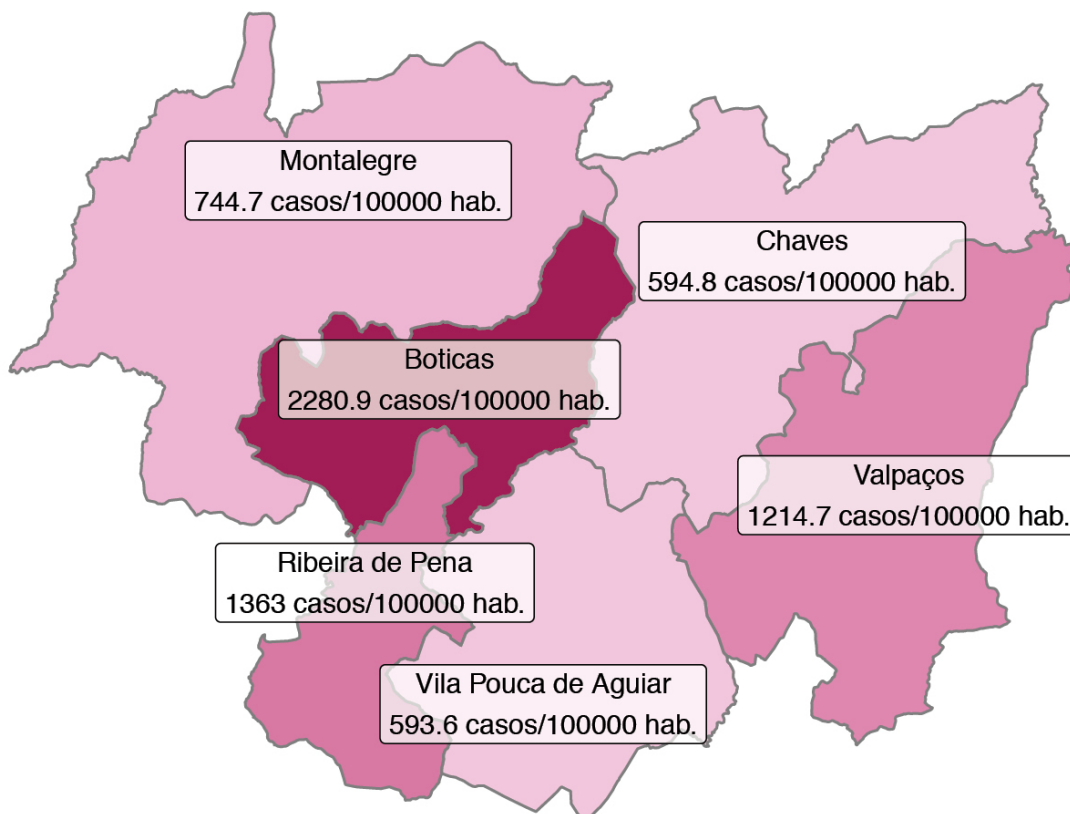 Montalegre
744.7 casos/100000 hab.
Chaves
594.8 casos/100000 hab.
Boticas
2280.9 casos/100000 hab.
Valpaços
1214.7 casos/100000 hab.
Ribeira de Pena
1363 casos/100000 hab.
Vila Pouca de Aguiar
593.6 casos/100000 hab.